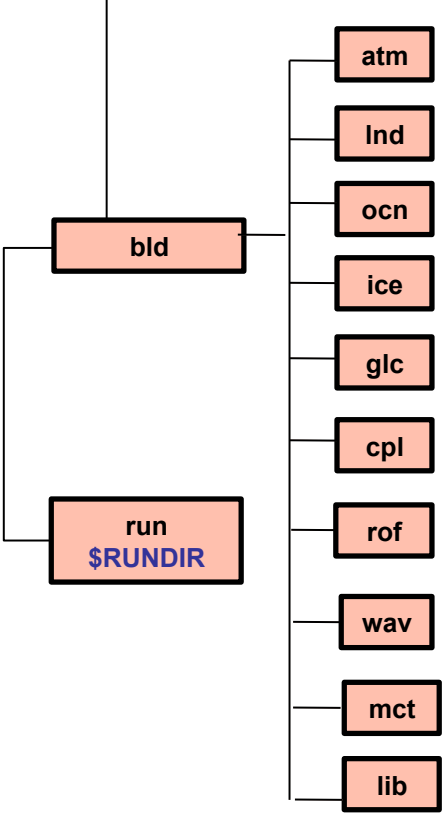 atm
lnd
ocn
bld
ice
glc
cpl
run
$RUNDIR
rof
wav
mct
lib